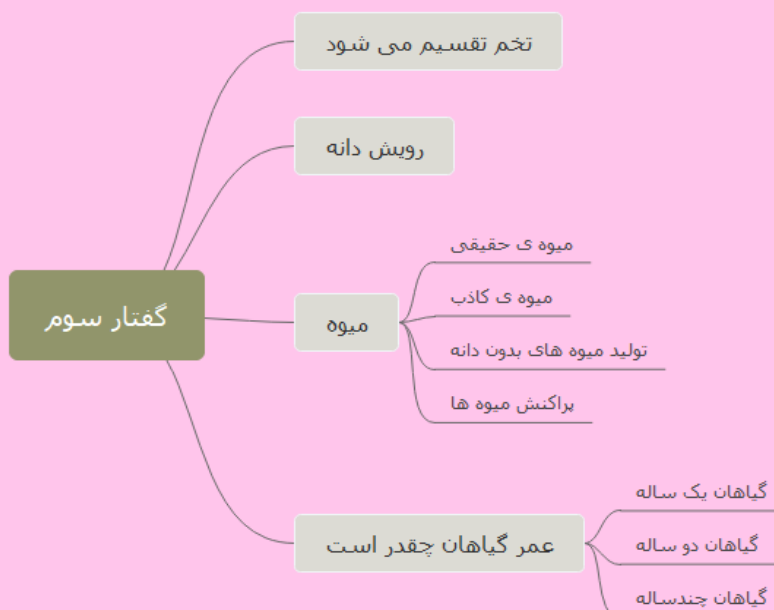 گفتار سوم
تخم تقسیم می شود
رویش دانه
میوه
میوه ی حقیقی
میوه ی کاذب
تولید میوه های بدون دانه
پراکنش میوه ها
عمر گیاهان چقدر است
گیاهان یک ساله
گیاهان دو ساله
گیاهان چندساله